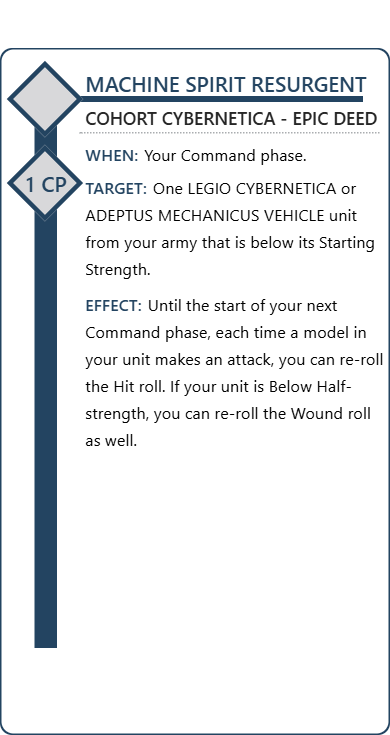 MACHINE SPIRIT RESURGENT
COHORT CYBERNETICA - EPIC DEED
WHEN: Your Command phase.
1 CP
TARGET: One LEGIO CYBERNETICA or
ADEPTUS MECHANICUS VEHICLE unit
from your army that is below its Starting
Strength.
EFFECT: Until the start of your next
Command phase, each time a model in
your unit makes an attack, you can re-roll
the Hit roll. If your unit is Below Half-
strength, you can re-roll the Wound roll
as well.